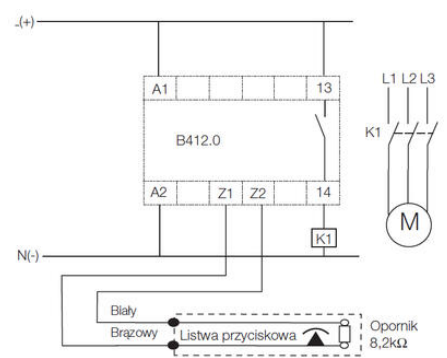 -(+)
A1
13
L1 L2 L3
B412.0
K1
A2
Z1
Z2
14
M
K1
N(-)
Biały
Brązowy
Listwa przyciskowa
Opornik
8,2kΩ